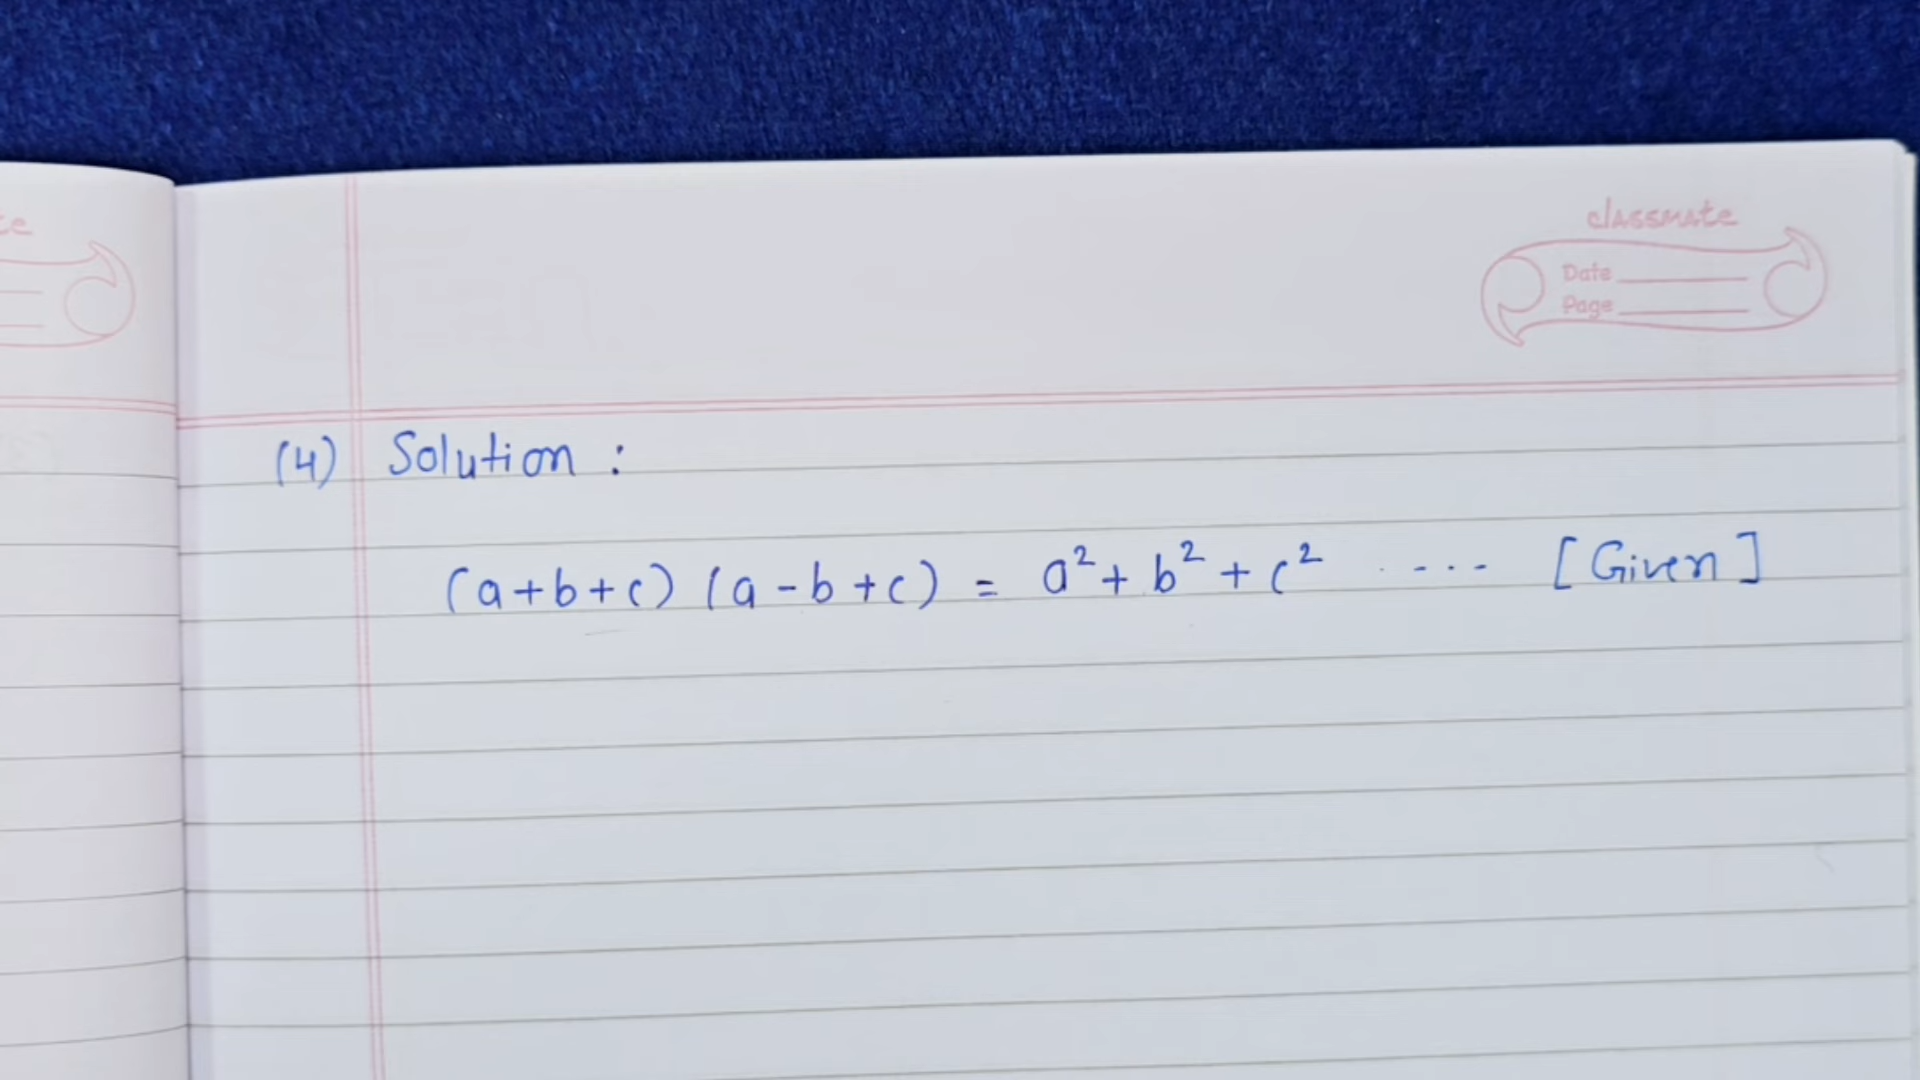 classmate
Date
Page
(4) Solution :
(a+b+c) (a-b+c) = a² + b² + c² ..... [Given]